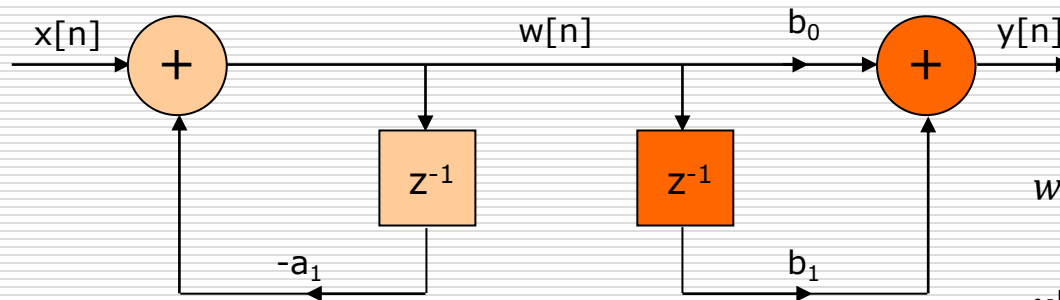 x[n] + w[n] b₀ + y[n]
z⁻¹ z⁻¹
w
-a₁ b₁